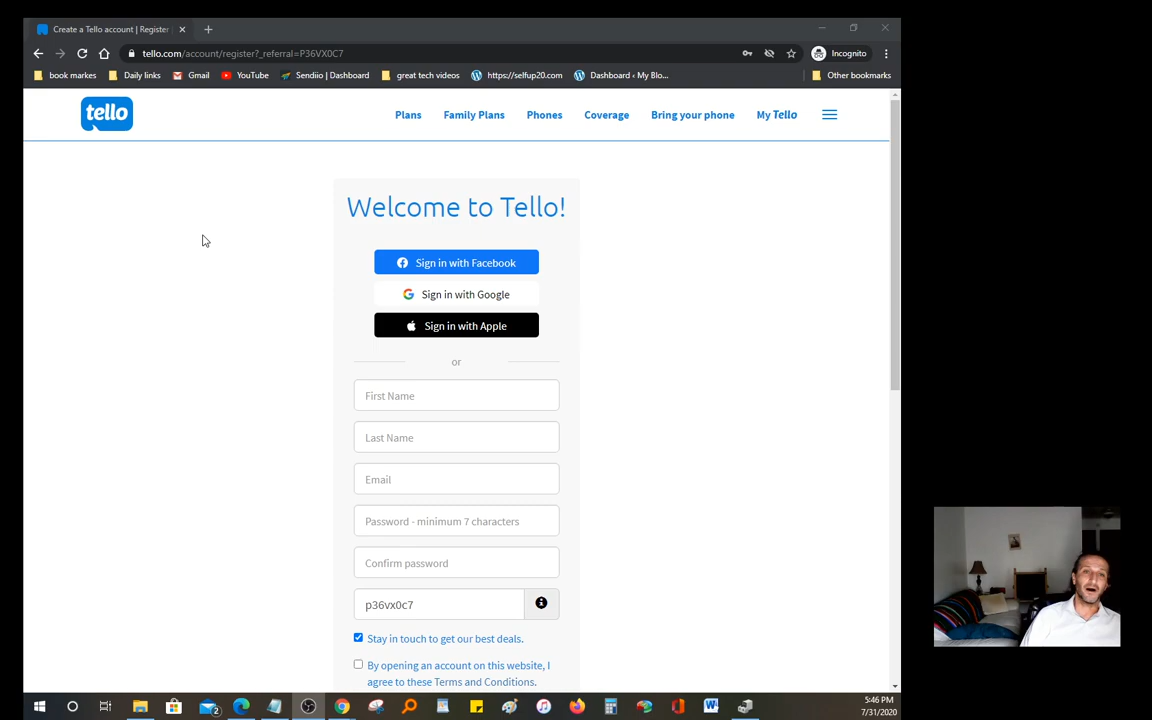 Create a Tello account | Register
tello.com/account/register?_referral=P36VX0C7
Incognito
book markes Daily links Gmail YouTube Sendiio | Dashboard great tech videos https://selfup20.com Dashboard ‹ My Blo... Other bookmarks
tello Plans Family Plans Phones Coverage Bring your phone My Tello
Welcome to Tello!
Sign in with Facebook
Sign in with Google
Sign in with Apple
or
First Name
Last Name
Email
Password - minimum 7 characters
Confirm password
p36vx0c7
Stay in touch to get our best deals.
By opening an account on this website, I
agree to these Terms and Conditions.
2
5:46 PM
7/31/2020